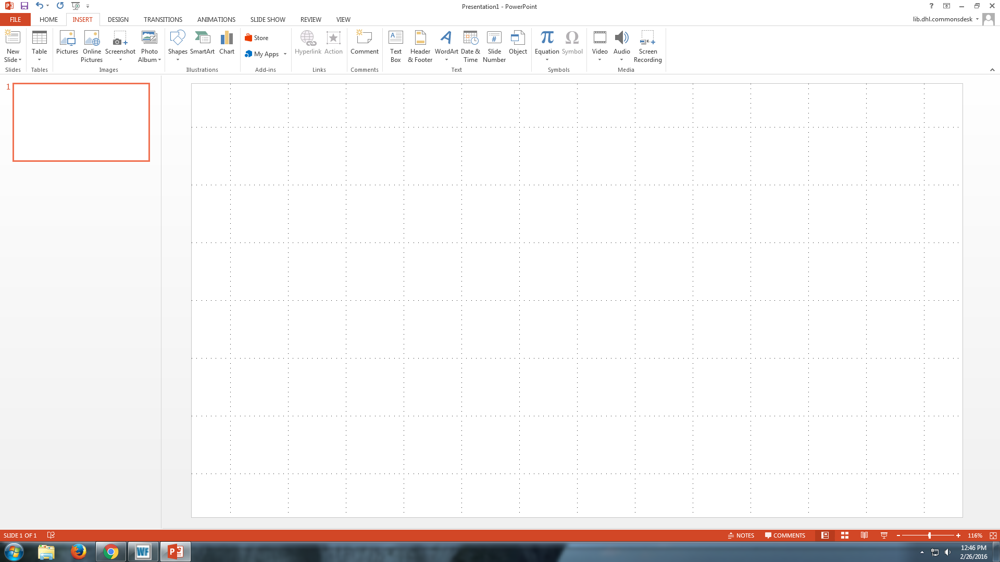 Presentation1 - PowerPoint
?
FILE HOME INSERT DESIGN TRANSITIONS ANIMATIONS SLIDE SHOW REVIEW VIEW lib.dhl.commonsdesk
New Slide Table Pictures Online Pictures Screenshot Photo Album Shapes SmartArt Chart Store My Apps Hyperlink Action Comment Text Box Header & Footer WordArt Date & Time Slide Number Object Equation Symbol Video Audio Screen Recording
Slides Tables Images Illustrations Add-ins Links Comments Text Symbols Media
1
SLIDE 1 OF 1 NOTES COMMENTS 116%
WF
12:46 PM
2/26/2016